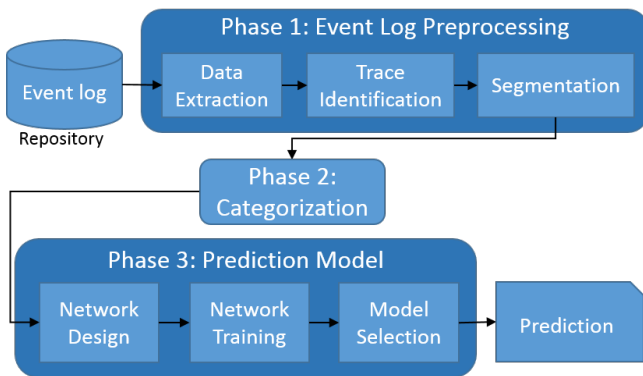 Phase 1: Event Log Preprocessing
Event log
Repository
Data
Extraction
Trace
Identification
Segmentation
Phase 2:
Categorization
Phase 3: Prediction Model
Network
Design
Network
Training
Model
Selection
Prediction